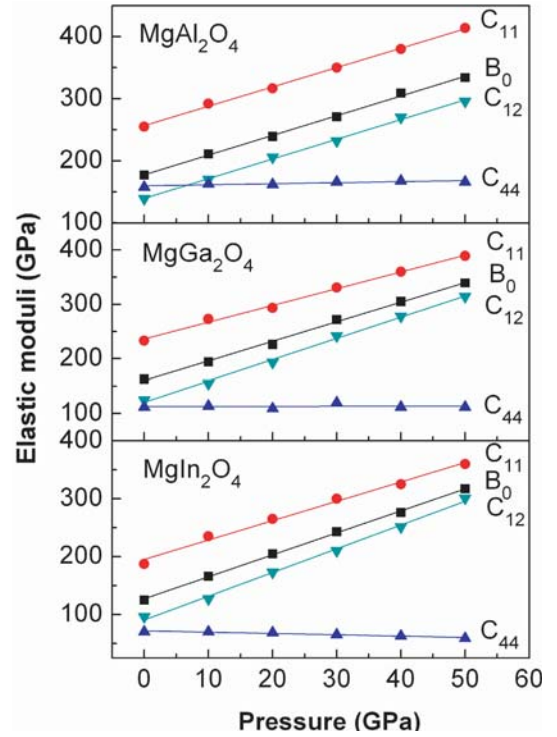 Elastic moduli (GPa)
MgAl₂O₄
C₁₁
B₀
C₁₂
C₄₄
400
300
200
100
MgGa₂O₄
C₁₁
B₀
C₁₂
C₄₄
400
300
200
100
MgIn₂O₄
C₁₁
B₀
C₁₂
C₄₄
400
300
200
100
0 10 20 30 40 50 60
Pressure (GPa)